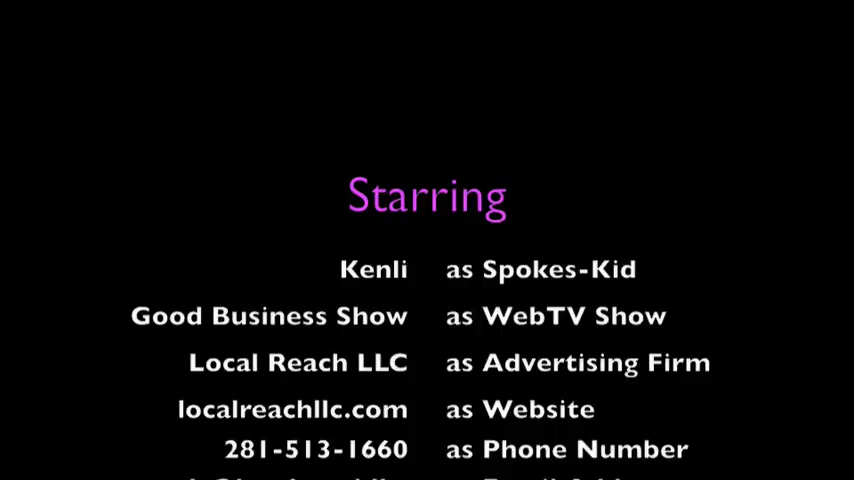 Starring
Kenli as Spokes-Kid
Good Business Show as WebTV Show
Local Reach LLC as Advertising Firm
localreachllc.com as Website
281-513-1660 as Phone Number